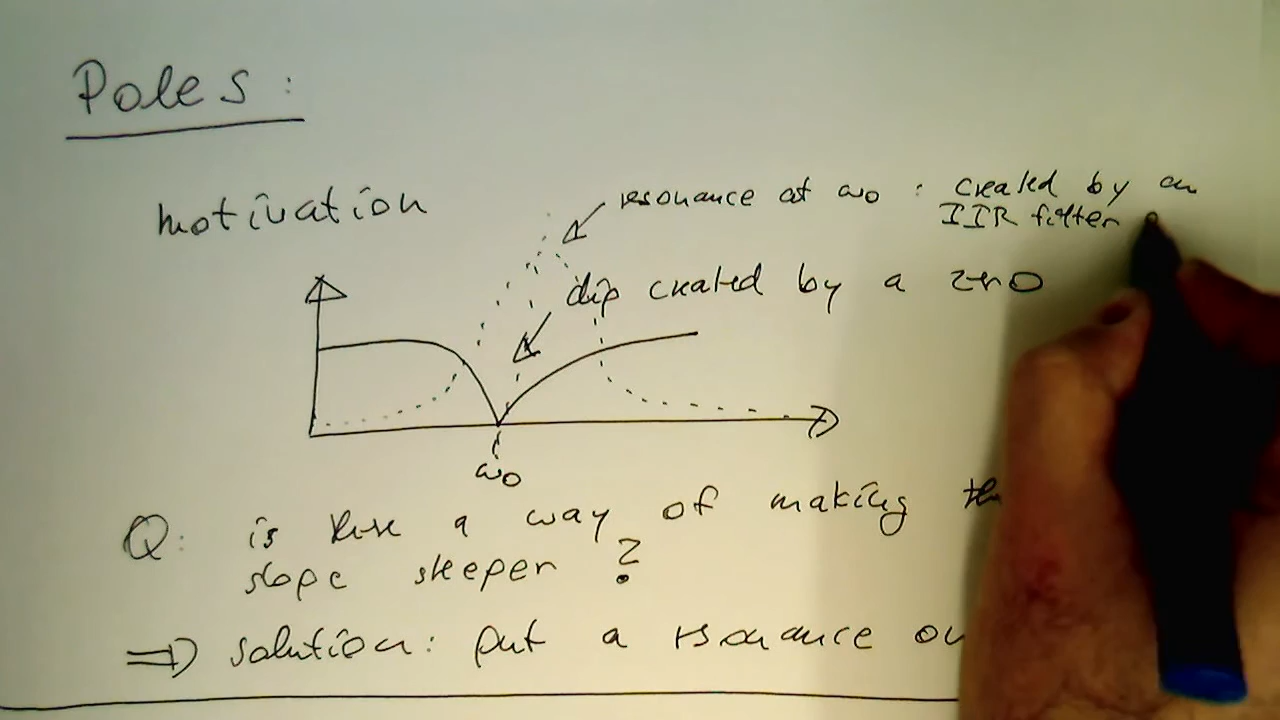 Poles:
motivation
resonance at ω0 : created by an
IIR filter
dip created by a zero
ω0
Q: is there a way of making the
slope steeper ?
⇒ solution: put a resonance on